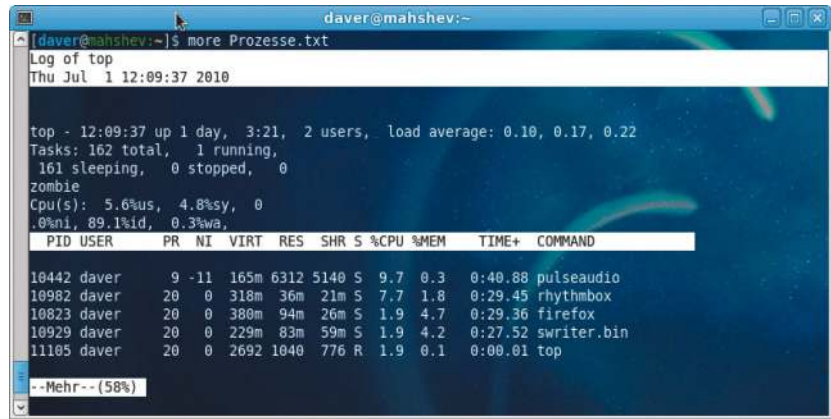 daver@mahshev:~
[daver@mahshev:~]$ more Prozesse.txt
Log of top
Thu Jul  1 12:09:37 2010
top - 12:09:37 up 1 day,  3:21,  2 users,  load average: 0.10, 0.17, 0.22
Tasks: 162 total,   1 running,
 161 sleeping,   0 stopped,   0
zombie
Cpu(s):  5.6%us,  4.8%sy,  0
.0%ni, 89.1%id,  0.3%wa,
  PID USER      PR  NI  VIRT  RES  SHR S %CPU %MEM    TIME+  COMMAND
10442 daver      9 -11  165m 6312 5140 S  9.7  0.3   0:40.88 pulseaudio
10982 daver     20   0  318m  36m  21m S  7.7  1.8   0:29.45 rhythmbox
10823 daver     20   0  380m  94m  26m S  1.9  4.7   0:29.36 firefox
10929 daver     20   0  229m  83m  59m S  1.9  4.2   0:27.52 swriter.bin
11105 daver     20   0  2692 1040  776 R  1.9  0.1   0:00.01 top
--Mehr--(58%)